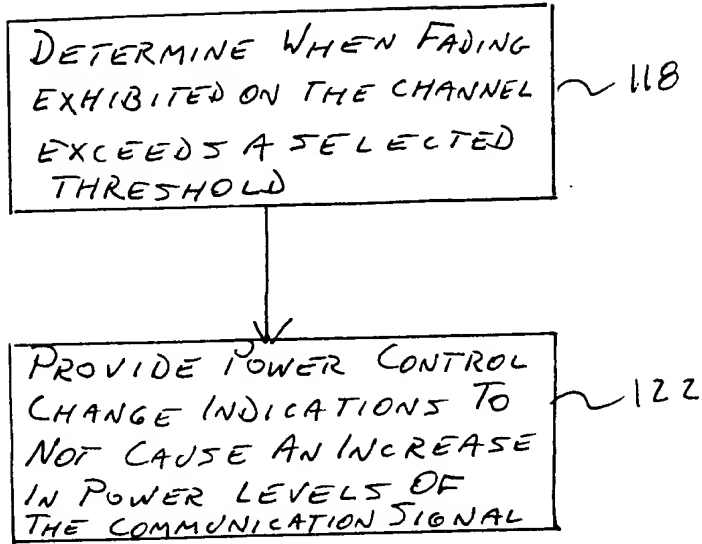 DETERMINE WHEN FADING
EXHIBITED ON THE CHANNEL
EXCEEDS A SELECTED
THRESHOLD
118
PROVIDE POWER CONTROL
CHANGE INDICATIONS TO
NOT CAUSE AN INCREASE
IN POWER LEVELS OF
THE COMMUNICATION SIGNAL
122